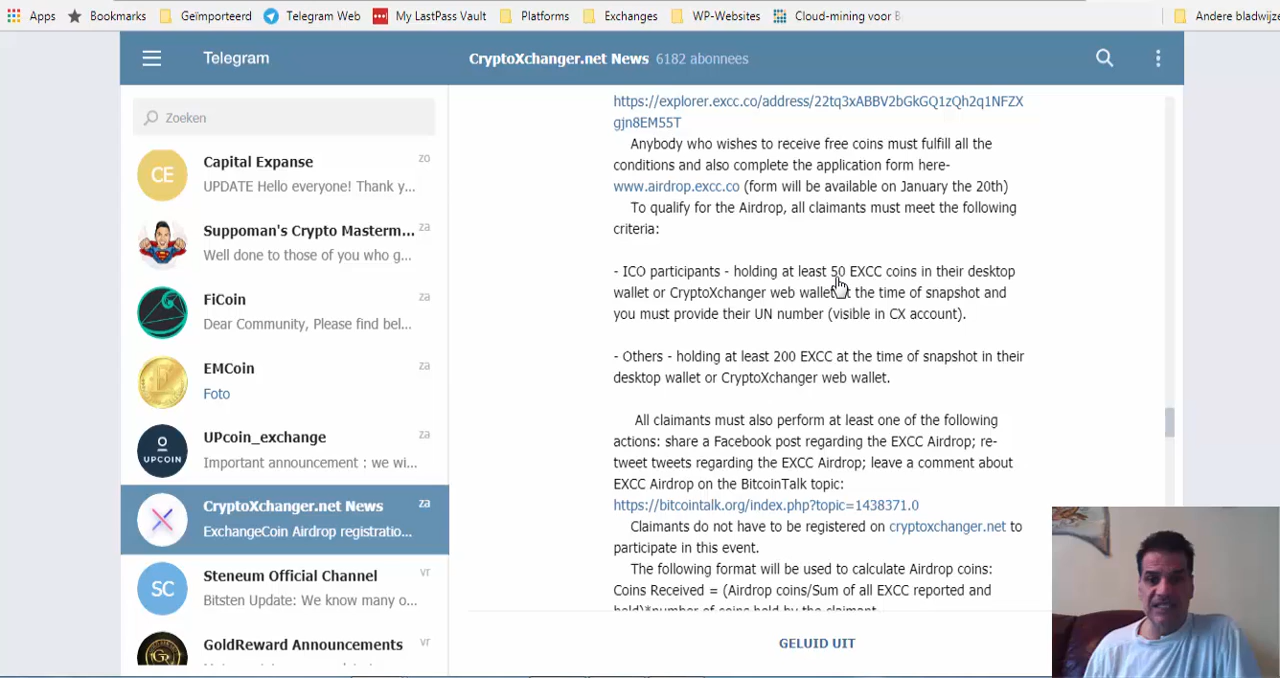 Apps
Bookmarks
Geïmporteerd
Telegram Web
My LastPass Vault
Platforms
Exchanges
WP-Websites
Cloud-mining voor B
Andere bladwijze
Telegram
CryptoXchanger.net News 6182 abonnees
Zoeken
CE
Capital Expanse zo
UPDATE Hello everyone! Thank y...
Suppoman's Crypto Masterm... za
Well done to those of you who g...
FiCoin za
Dear Community, Please find bel...
EMCoin za
Foto
UPCOIN
UPcoin_exchange za
Important announcement : we wi...
CryptoXchanger.net News za
ExchangeCoin Airdrop registratio...
SC
Steneum Official Channel vr
Bitsten Update: We know many o...
GoldReward Announcements vr
https://explorer.excc.co/address/22tq3xABBV2bGkGQ1zQh2q1NFZX
gjn8EM55T
Anybody who wishes to receive free coins must fulfill all the
conditions and also complete the application form here-
www.airdrop.excc.co (form will be available on January the 20th)
To qualify for the Airdrop, all claimants must meet the following
criteria:
- ICO participants - holding at least 50 EXCC coins in their desktop
wallet or CryptoXchanger web wallet at the time of snapshot and
you must provide their UN number (visible in CX account).
- Others - holding at least 200 EXCC at the time of snapshot in their
desktop wallet or CryptoXchanger web wallet.
All claimants must also perform at least one of the following
actions: share a Facebook post regarding the EXCC Airdrop; re-
tweet tweets regarding the EXCC Airdrop; leave a comment about
EXCC Airdrop on the BitcoinTalk topic:
https://bitcointalk.org/index.php?topic=1438371.0
Claimants do not have to be registered on cryptoxchanger.net to
participate in this event.
The following format will be used to calculate Airdrop coins:
Coins Received = (Airdrop coins/Sum of all EXCC reported and
held)*number of coins held by the claimant
GELUID UIT